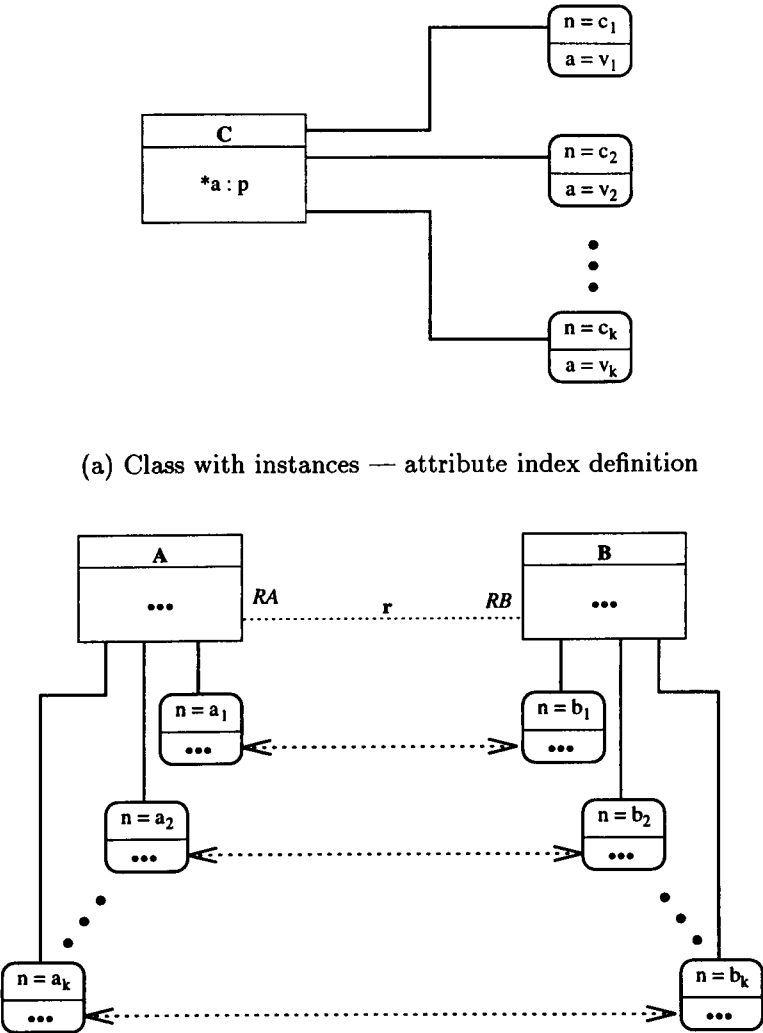 n = c₁
a = v₁
C
*a : p
n = c₂
a = v₂
n = cₖ
a = vₖ
(a) Class with instances — attribute index definition
A
•••
RA
r
RB
B
•••
n = a₁
•••
n = b₁
•••
n = a₂
•••
n = b₂
•••
n = aₖ
•••
n = bₖ
•••